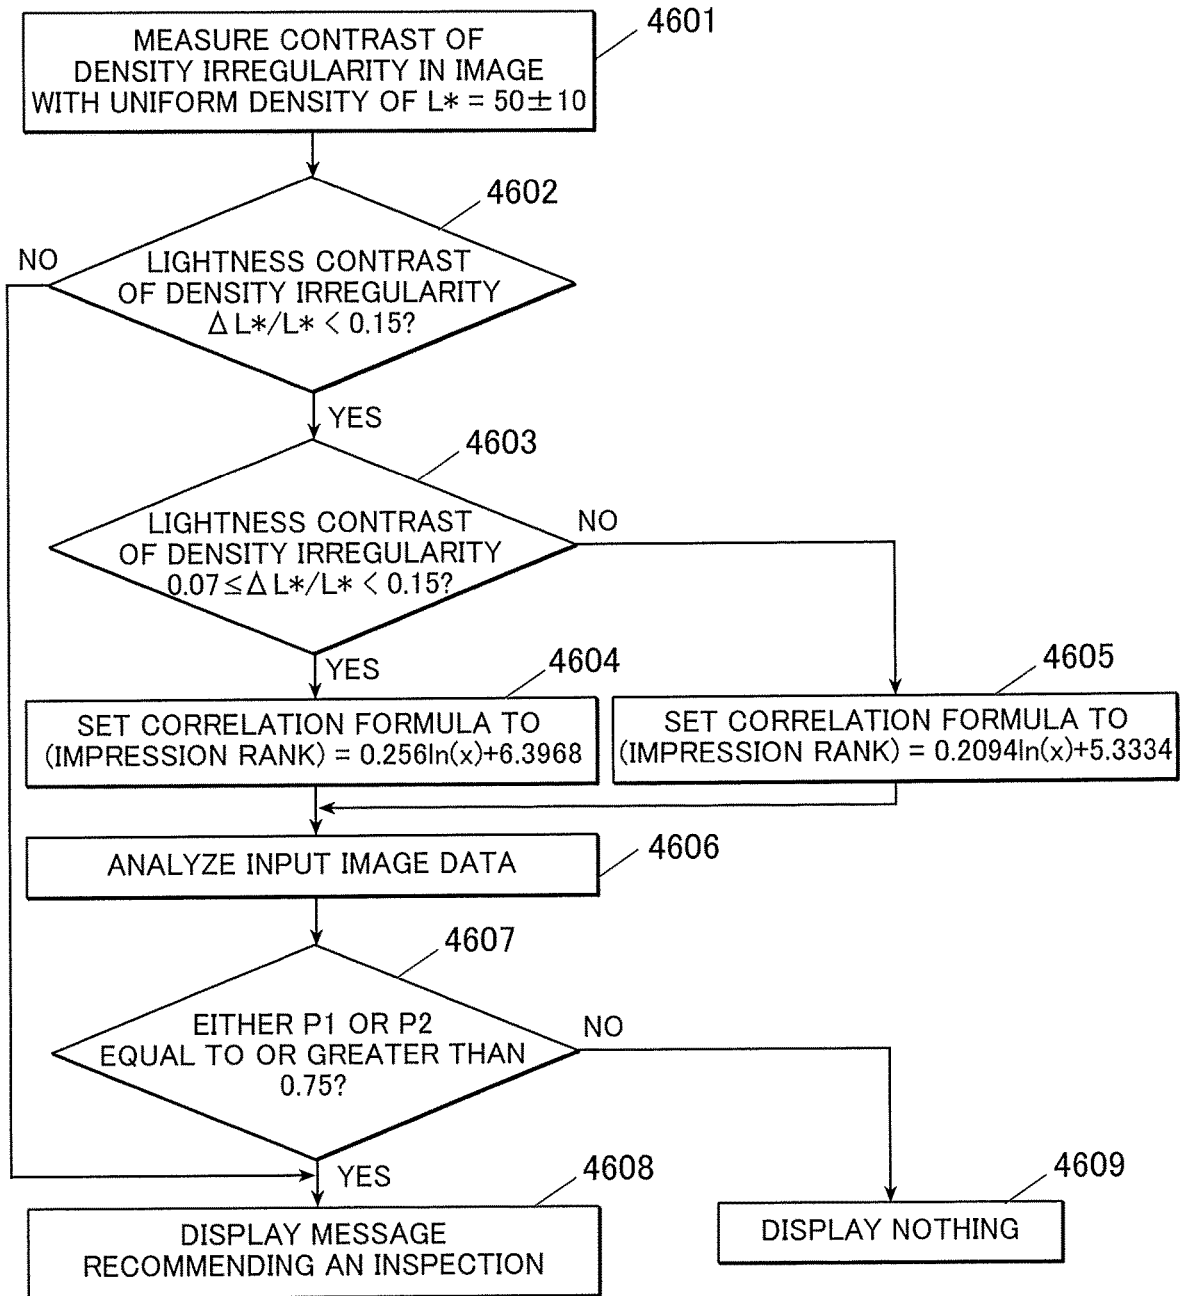 4601
MEASURE CONTRAST OF
DENSITY IRREGULARITY IN IMAGE
WITH UNIFORM DENSITY OF L* = 50±10
4602
NO
LIGHTNESS CONTRAST
OF DENSITY IRREGULARITY
Δ L*/L* < 0.15?
YES
4603
LIGHTNESS CONTRAST
OF DENSITY IRREGULARITY
0.07≤Δ L*/L* < 0.15?
NO
YES
4604
SET CORRELATION FORMULA TO
(IMPRESSION RANK) = 0.256ln(x)+6.3968
4605
SET CORRELATION FORMULA TO
(IMPRESSION RANK) = 0.2094ln(x)+5.3334
4606
ANALYZE INPUT IMAGE DATA
4607
EITHER P1 OR P2
EQUAL TO OR GREATER THAN
0.75?
NO
YES
4608
DISPLAY MESSAGE
RECOMMENDING AN INSPECTION
4609
DISPLAY NOTHING